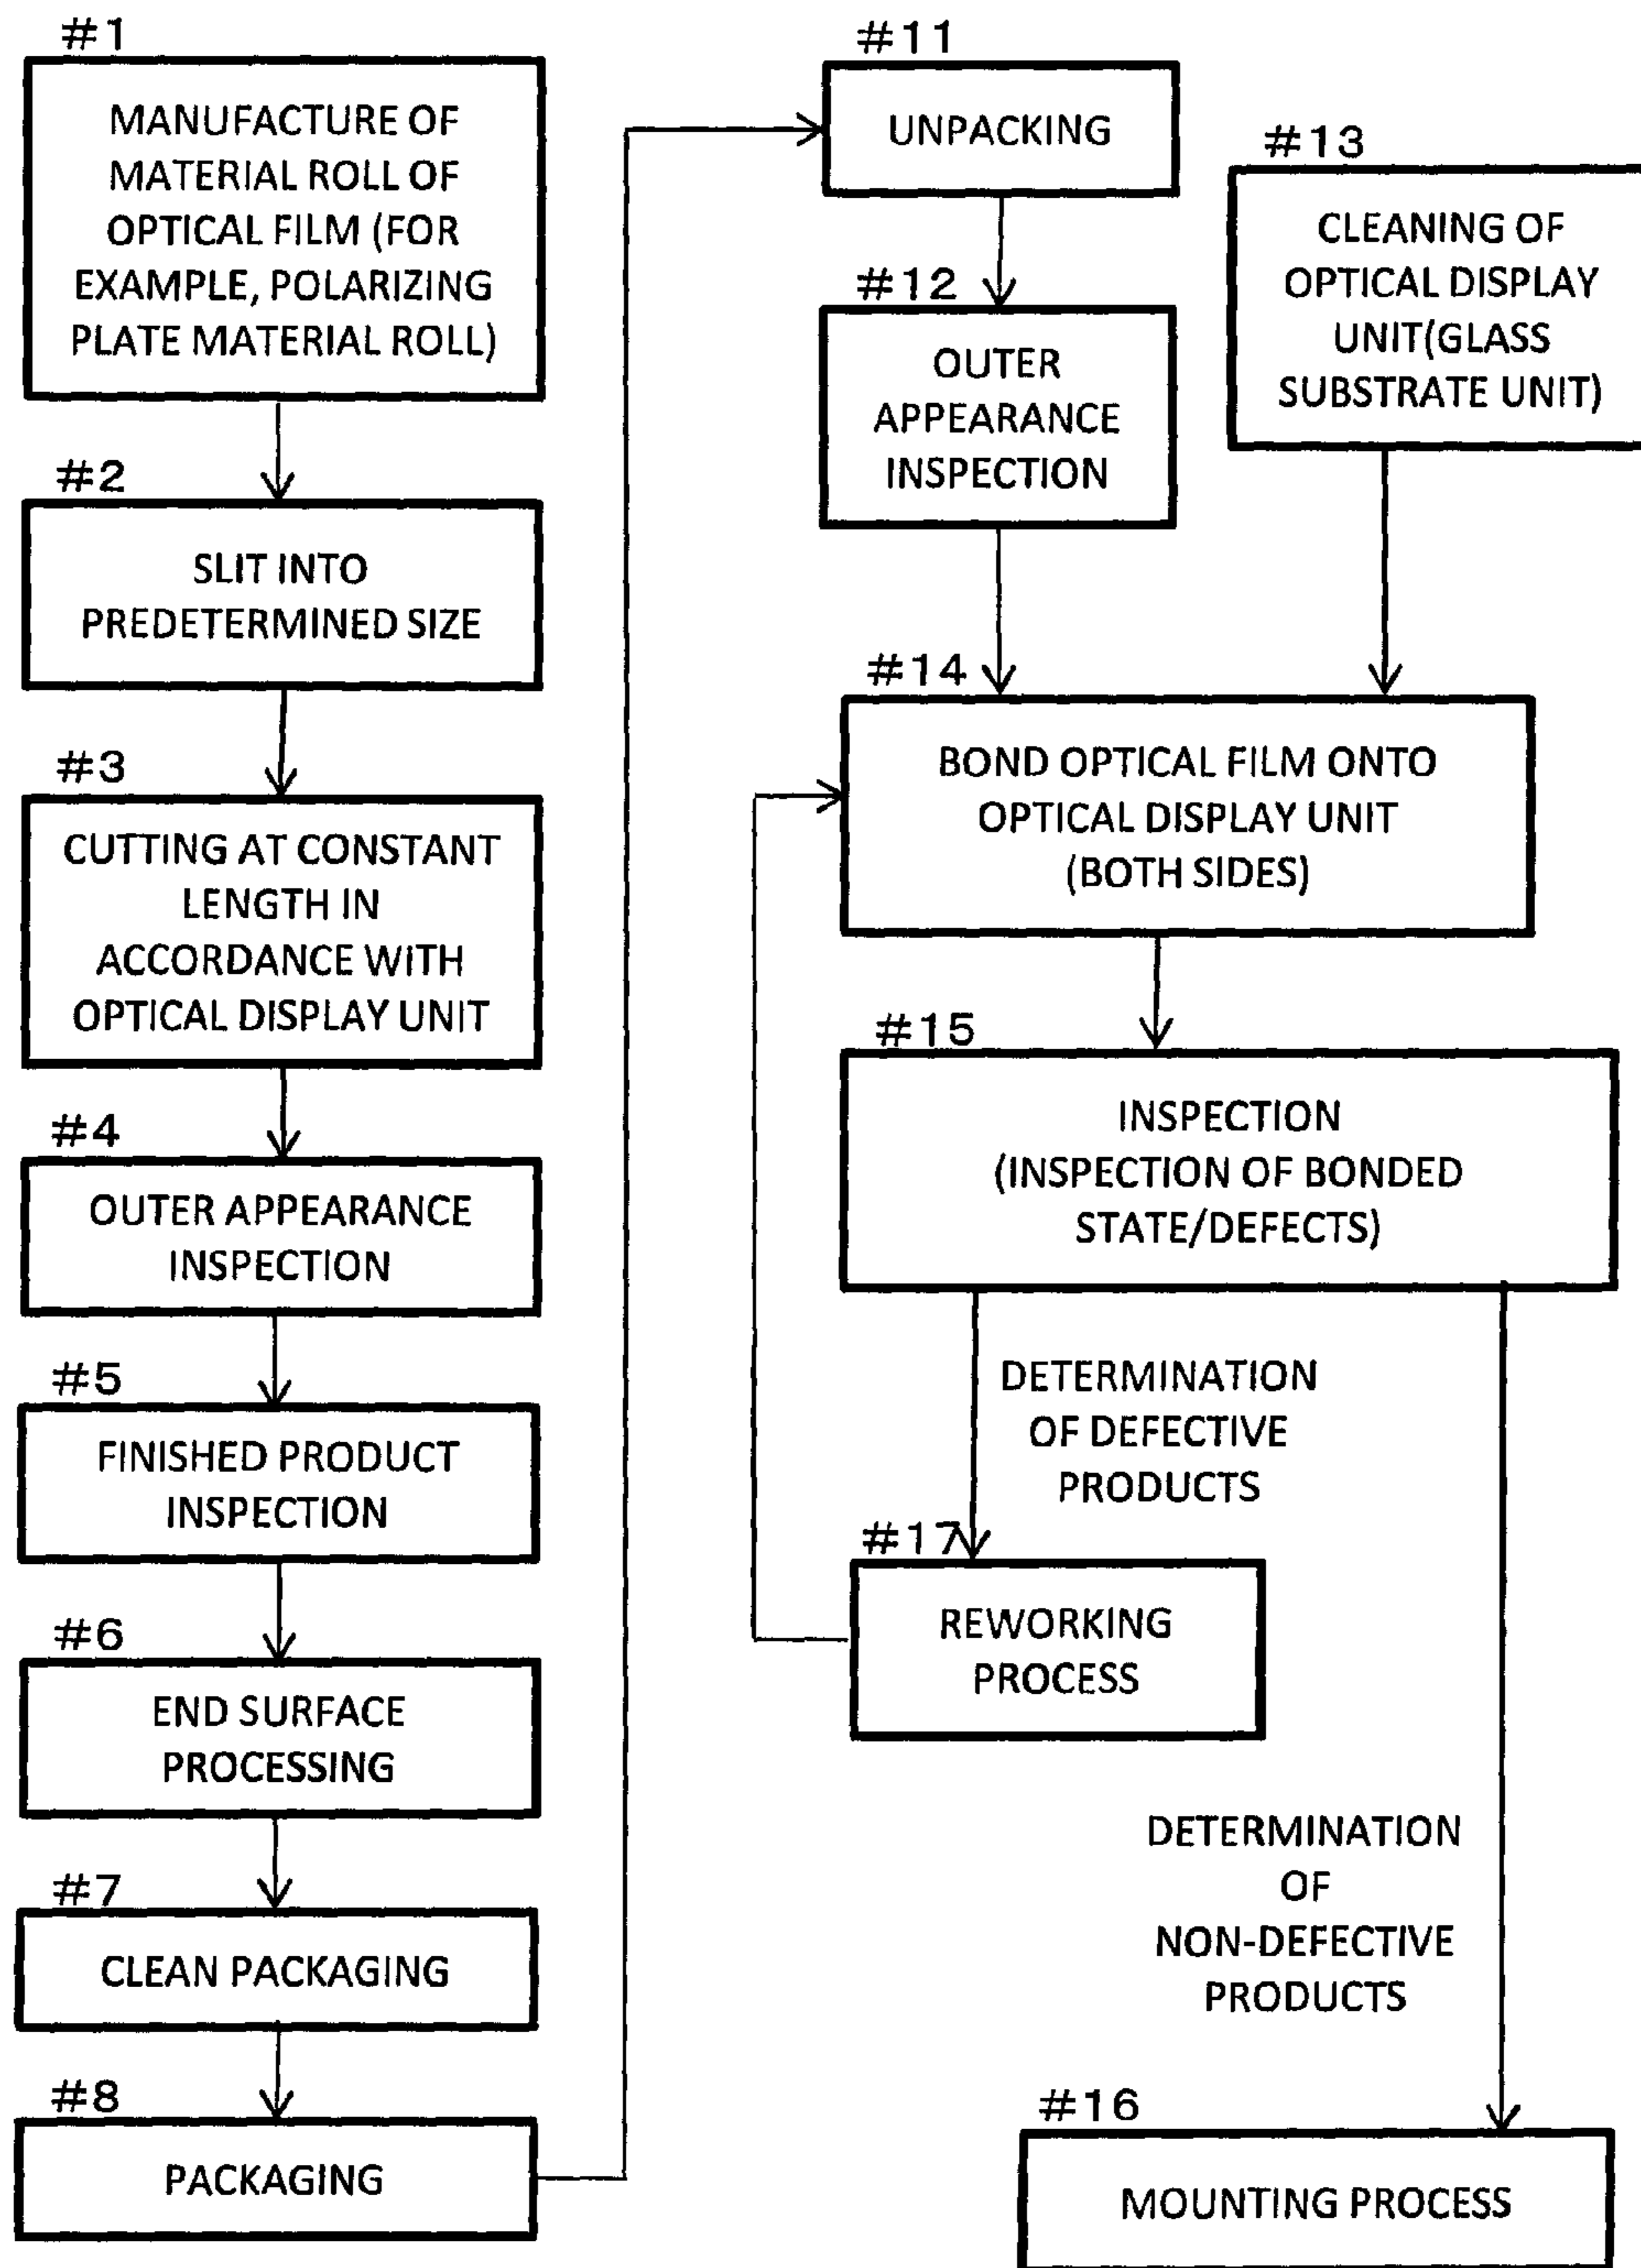 #1
MANUFACTURE OF
MATERIAL ROLL OF
OPTICAL FILM (FOR
EXAMPLE, POLARIZING
PLATE MATERIAL ROLL)
#2
SLIT INTO
PREDETERMINED SIZE
#3
CUTTING AT CONSTANT
LENGTH IN
ACCORDANCE WITH
OPTICAL DISPLAY UNIT
#4
OUTER APPEARANCE
INSPECTION
#5
FINISHED PRODUCT
INSPECTION
#6
END SURFACE
PROCESSING
#7
CLEAN PACKAGING
#8
PACKAGING
#11
UNPACKING
#12
OUTER
APPEARANCE
INSPECTION
#13
CLEANING OF
OPTICAL DISPLAY
UNIT(GLASS
SUBSTRATE UNIT)
#14
BOND OPTICAL FILM ONTO
OPTICAL DISPLAY UNIT
(BOTH SIDES)
#15
INSPECTION
(INSPECTION OF BONDED
STATE/DEFECTS)
DETERMINATION
OF DEFECTIVE
PRODUCTS
#17
REWORKING
PROCESS
DETERMINATION
OF
NON-DEFECTIVE
PRODUCTS
#16
MOUNTING PROCESS